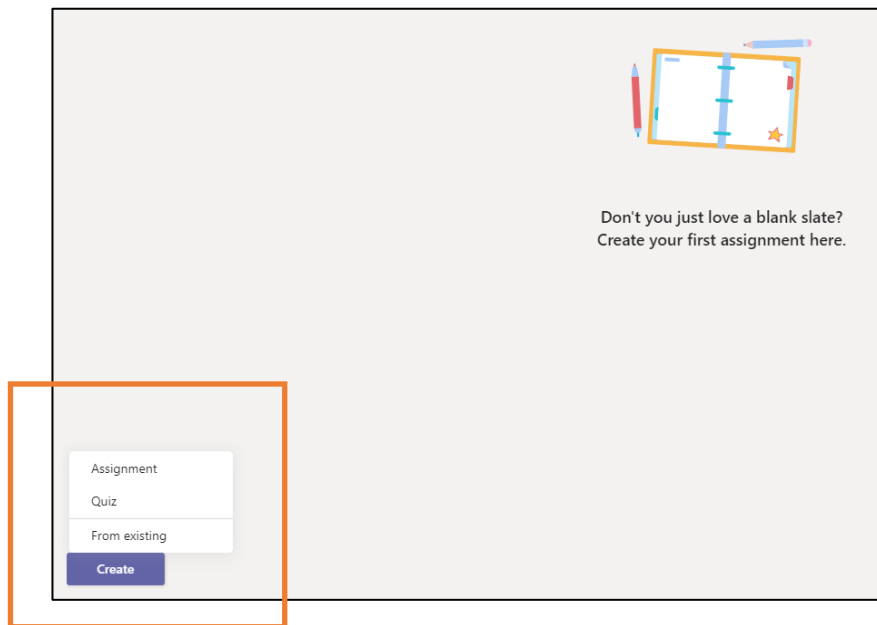 Don't you just love a blank slate?
Create your first assignment here.
Assignment
Quiz
From existing
Create